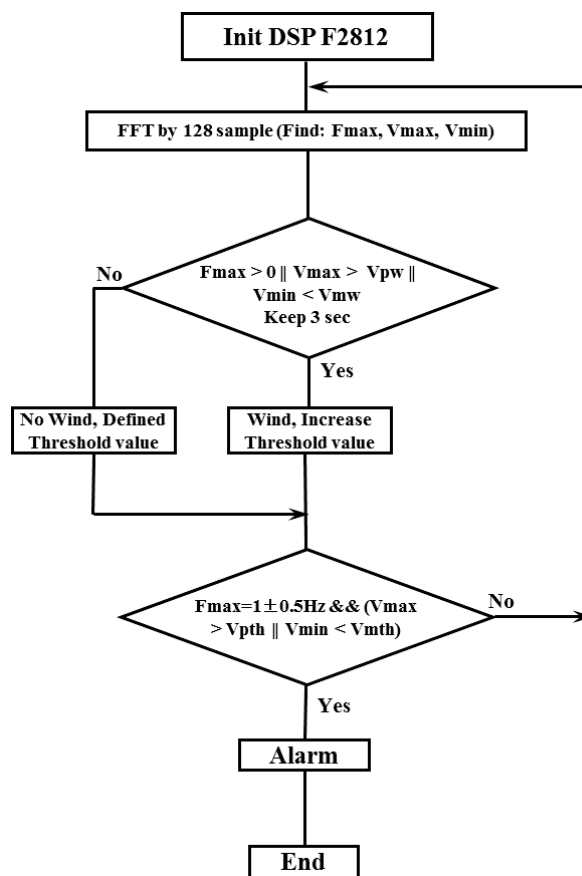 Init DSP F2812
FFT by 128 sample (Find: Fmax, Vmax, Vmin)
Fmax > 0 || Vmax > Vpw ||
Vmin < Vmw
Keep 3 sec
No
Yes
No Wind, Defined
Threshold value
Wind, Increase
Threshold value
Fmax=1±0.5Hz && (Vmax
> Vpth || Vmin < Vmth)
No
Yes
Alarm
End